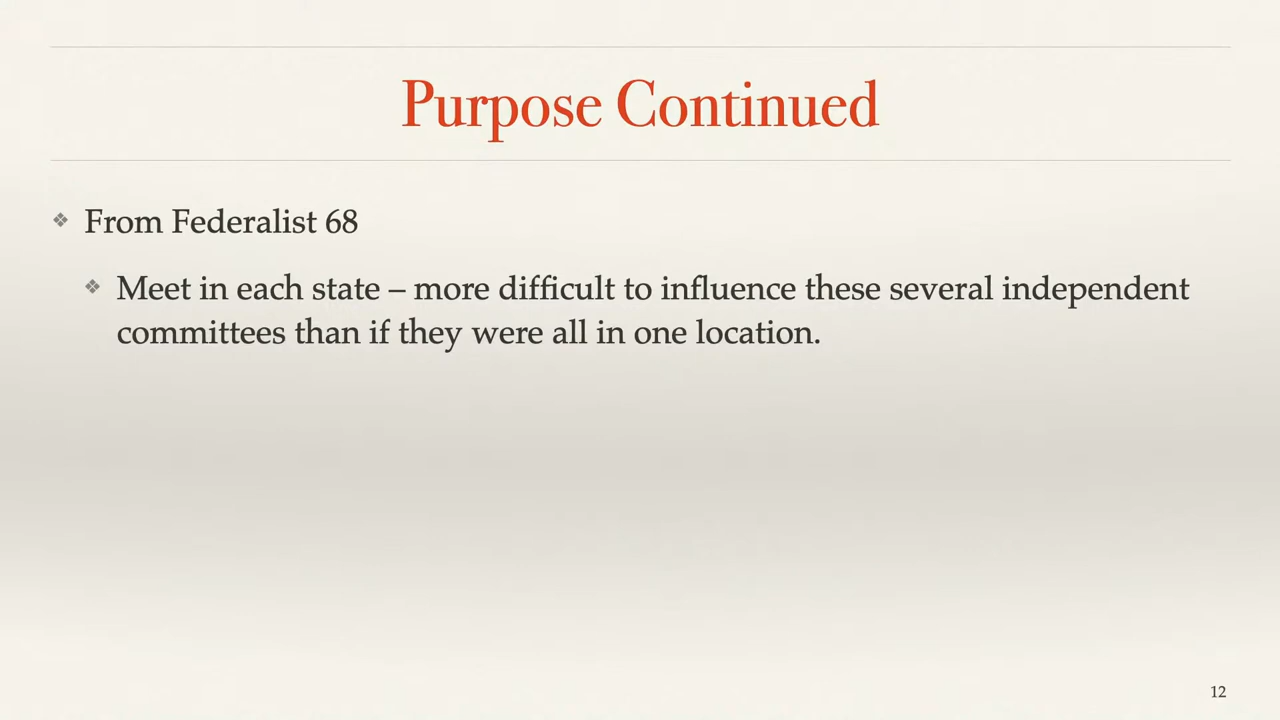 Purpose Continued
❖ From Federalist 68
❖ Meet in each state – more difficult to influence these several independent
committees than if they were all in one location.
12